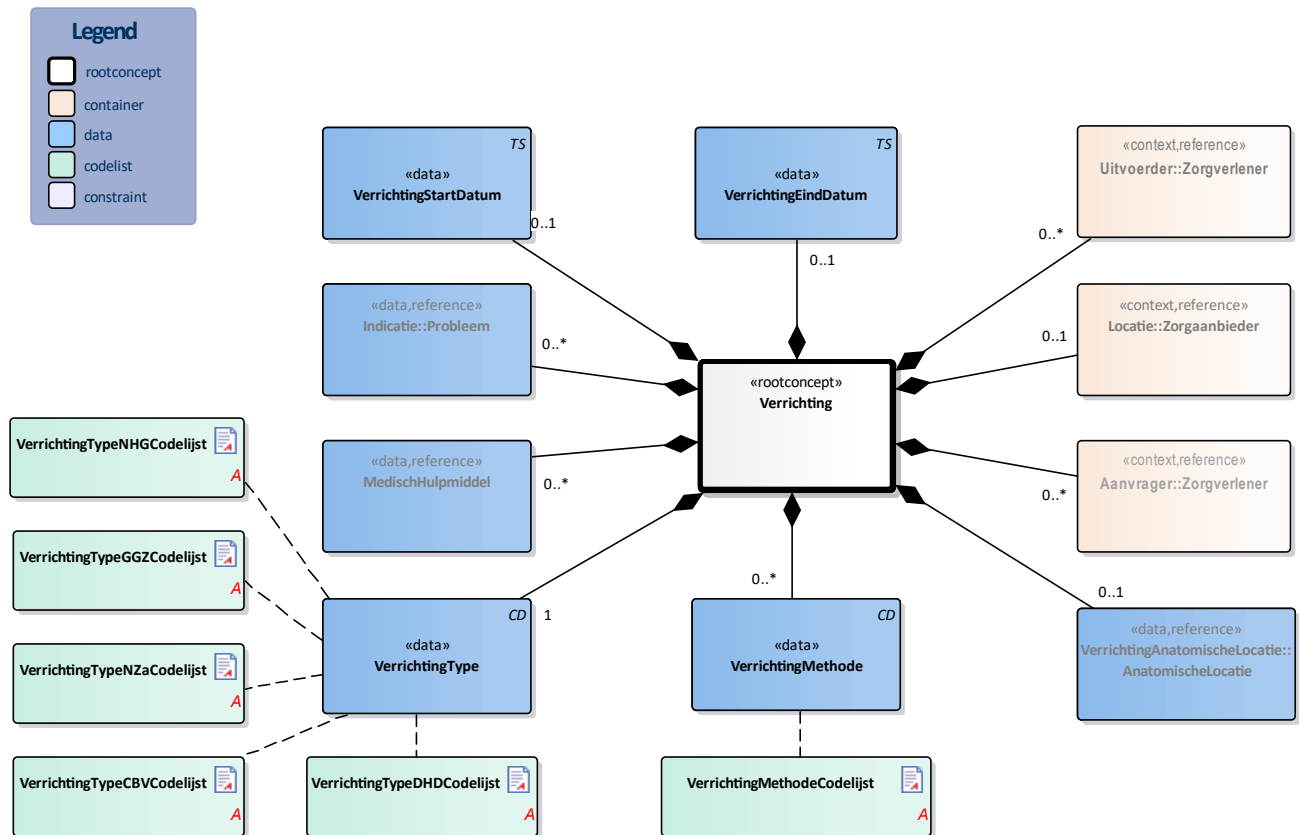 Legend
rootconcept
container
data
codelist
constraint
TS
«data»
VerrichtingStartDatum
0..1
TS
«data»
VerrichtingEindDatum
0..1
«context,reference»
Uitvoerder::Zorgverlener
0..*
«data,reference»
Indicatie::Probleem
0..*
«context,reference»
Locatie::Zorgaanbieder
0..1
«rootconcept»
Verrichting
«data,reference»
MedischHulpmiddel
0..*
«context,reference»
Aanvrager::Zorgverlener
0..*
VerrichtingTypeNHGCodelijst
A
VerrichtingTypeGGZCodelijst
A
VerrichtingTypeNZaCodelijst
A
VerrichtingTypeCBVCodelijst
A
CD
«data»
VerrichtingType
1
VerrichtingTypeDHDCodelijst
A
0..*
CD
«data»
VerrichtingMethode
VerrichtingMethodeCodelijst
A
0..1
«data,reference»
VerrichtingAnatomischeLocatie::
AnatomischeLocatie